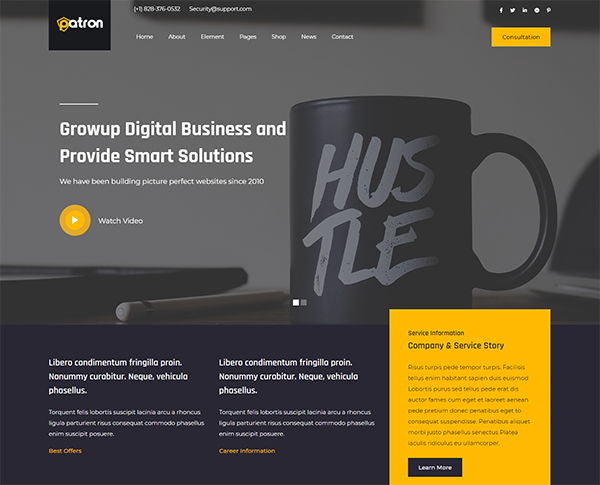 patron
(+1) 828-376-0532 Security@support.com
Home About Element Pages Shop News Contact
Consultation
Growup Digital Business and
Provide Smart Solutions
We have been building picture perfect websites since 2010
Watch Video
HUS
TLE
Libero condimentum fringilla proin.
Nonummy curabitur. Neque, vehicula
phasellus.
Torquent felis lobortis suscipit lacinia arcu a rhoncus
ligula parturient risus consequat commodo phasellus
enim suscipit posuere.
Best Offers
Libero condimentum fringilla proin.
Nonummy curabitur. Neque, vehicula
phasellus.
Torquent felis lobortis suscipit lacinia arcu a rhoncus
ligula parturient risus consequat commodo phasellus
enim suscipit posuere.
Career Information
Service Information
Company & Service Story
Risus turpis pede tempor turpis. Facilisis
tellus enim habitant sapien duis euismod
Lobortis purus sed tellus pede erat dis
auctor fames cum eget et laoreet aenean
pede pretium donec penatibus eget to
consequat suspendisse. Penatibus aliquet
morbi justo phasellus senectus Platea
iaculis ridiculus eu ullamcorper.
Learn More